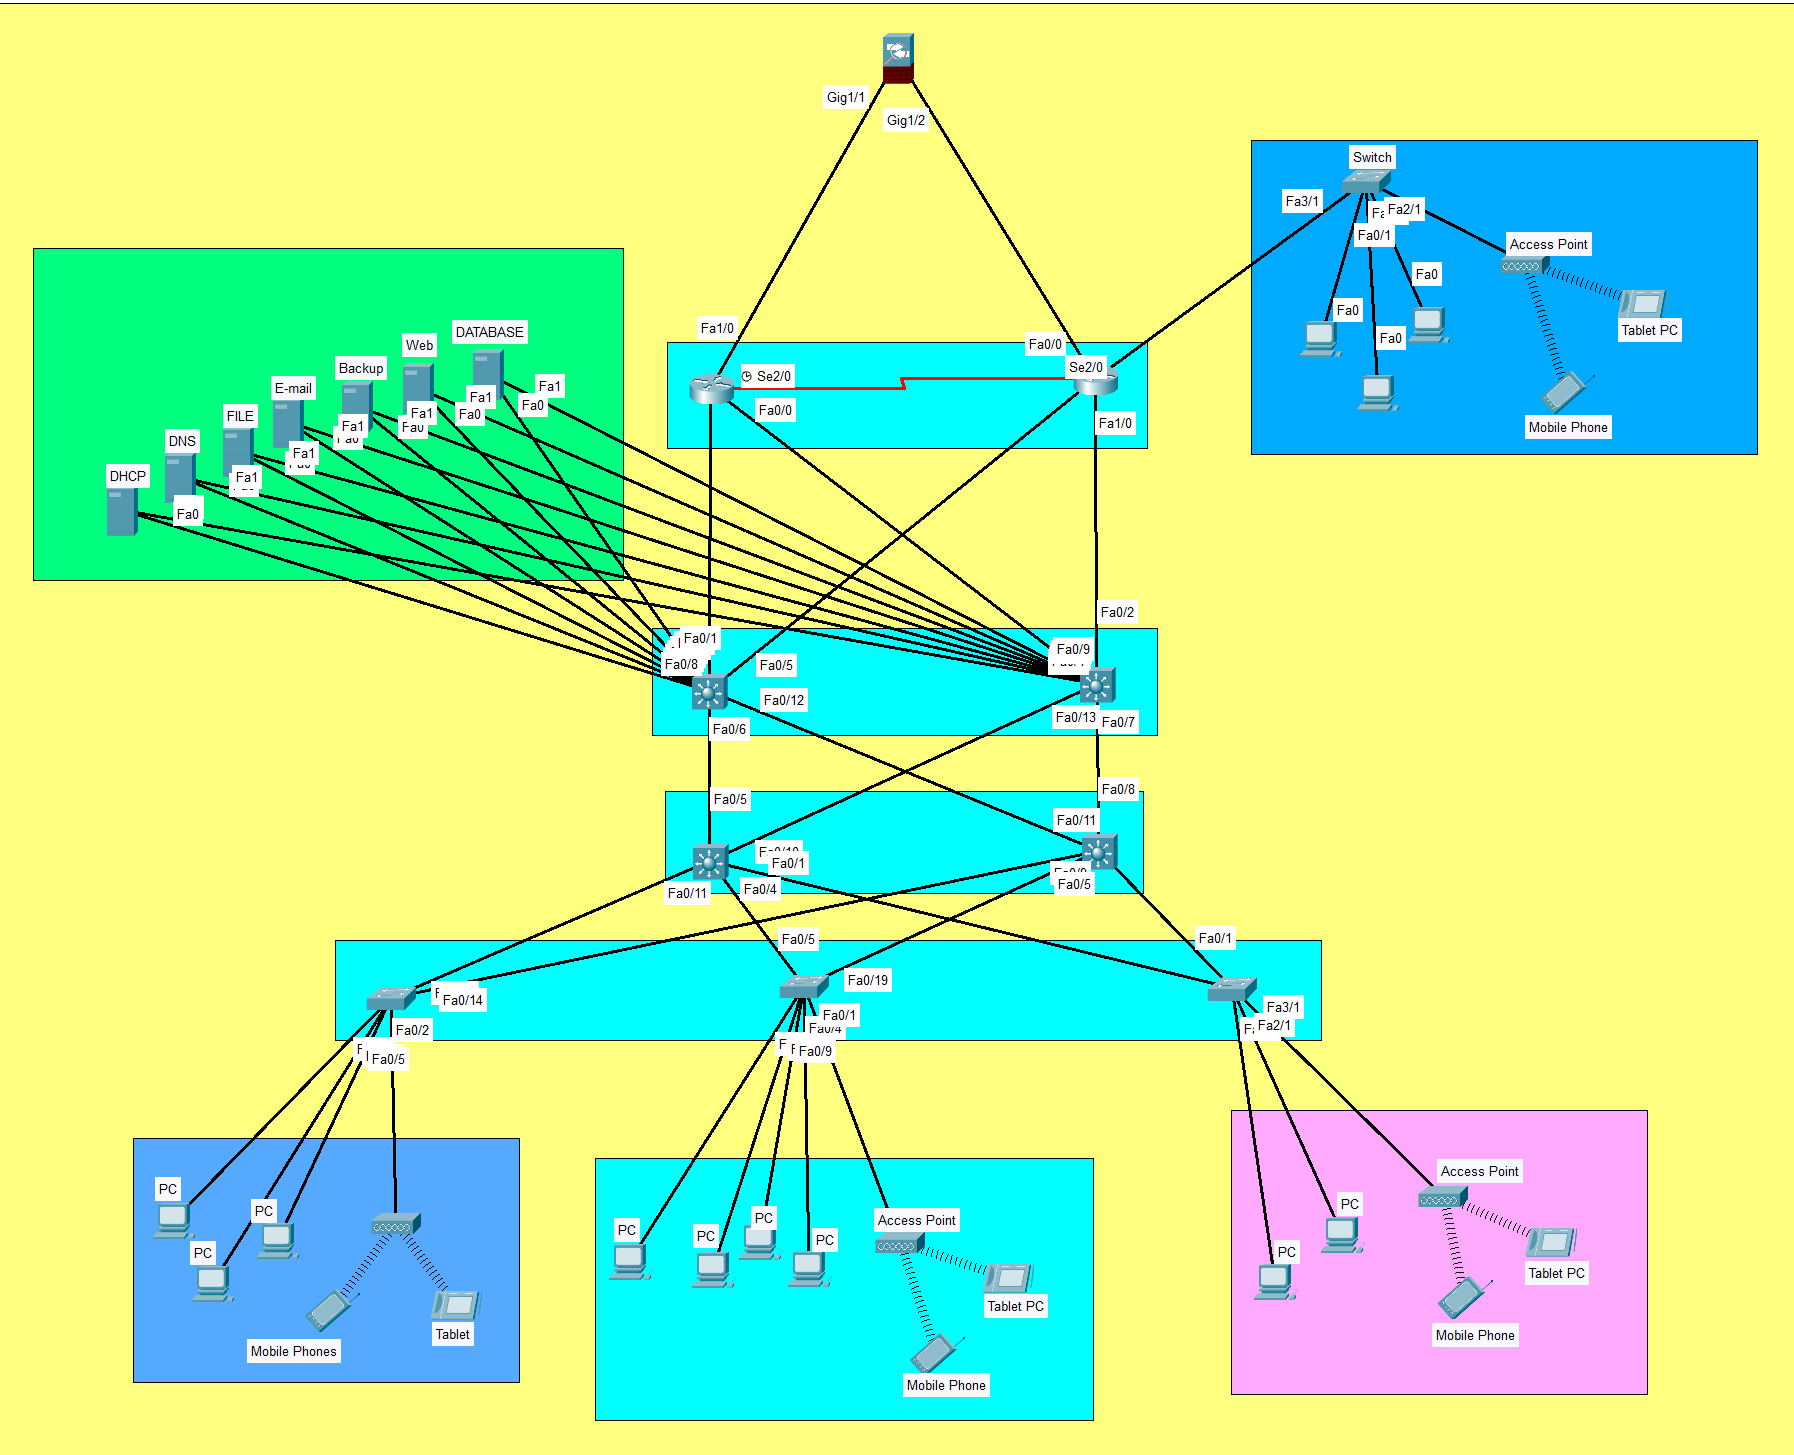 Gig1/1
Gig1/2
Switch
Fa3/1
Fa2/1
Fa0/1
Access Point
Fa0
Fa0
Fa0
Tablet PC
Mobile Phone
Fa1/0
Fa0/0
Se2/0
Se2/0
Fa0/0
Fa1/0
DATABASE
Web
Backup
E-mail
FILE
DNS
DHCP
Fa1
Fa0
Fa1
Fa0
Fa1
Fa0
Fa1
Fa0
Fa1
Fa1
Fa0
Fa0/2
Fa0/1
Fa0/8
Fa0/5
Fa0/9
Fa0/12
Fa0/13
Fa0/7
Fa0/6
Fa0/5
Fa0/8
Fa0/11
Fa0/1
Fa0/4
Fa0/11
Fa0/5
Fa0/5
Fa0/1
Fa0/19
Fa0/14
Fa0/2
Fa0/5
Fa0/1
Fa0/4
Fa0/9
Fa3/1
Fa2/1
PC
PC
PC
Mobile Phones
Tablet
PC
PC
PC
PC
Access Point
Tablet PC
Mobile Phone
Access Point
PC
PC
Tablet PC
Mobile Phone